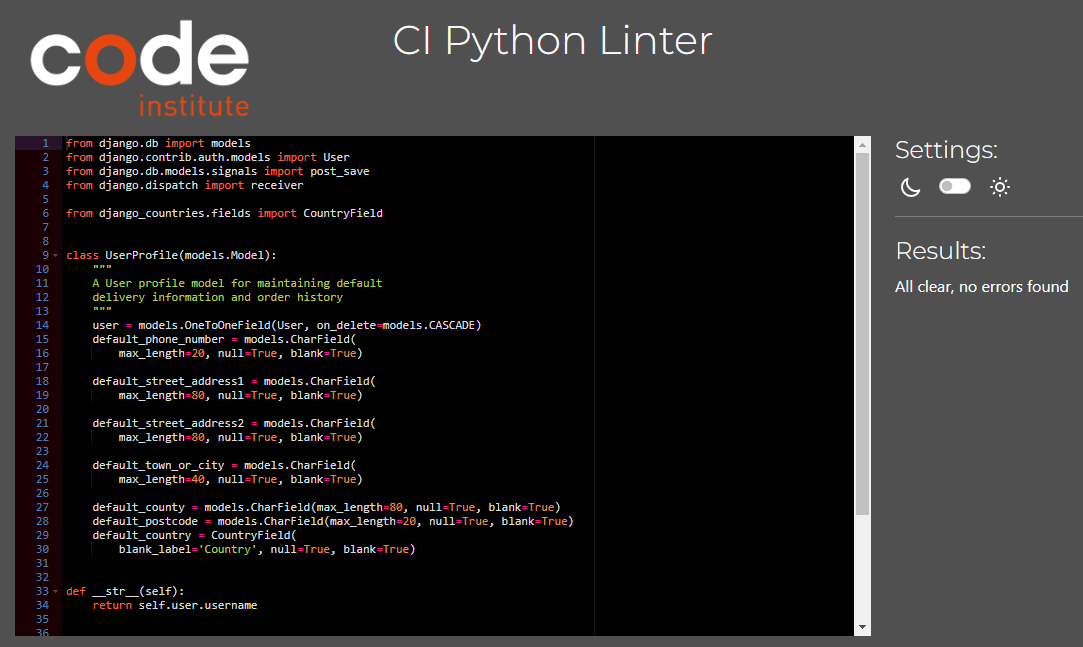 code
institute
CI Python Linter
1 from django.db import models
2 from django.contrib.auth.models import User
3 from django.db.models.signals import post_save
4 from django.dispatch import receiver
5
6 from django_countries.fields import CountryField
7
8
9 class UserProfile(models.Model):
10     """
11     A User profile model for maintaining default
12     delivery information and order history
13     """
14     user = models.OneToOneField(User, on_delete=models.CASCADE)
15     default_phone_number = models.CharField(
16         max_length=20, null=True, blank=True)
17
18     default_street_address1 = models.CharField(
19         max_length=80, null=True, blank=True)
20
21     default_street_address2 = models.CharField(
22         max_length=80, null=True, blank=True)
23
24     default_town_or_city = models.CharField(
25         max_length=40, null=True, blank=True)
26
27     default_county = models.CharField(max_length=80, null=True, blank=True)
28     default_postcode = models.CharField(max_length=20, null=True, blank=True)
29     default_country = CountryField(
30         blank_label='Country', null=True, blank=True)
31
32
33 def __str__(self):
34     return self.user.username
35
36
Settings:
Results:
All clear, no errors found